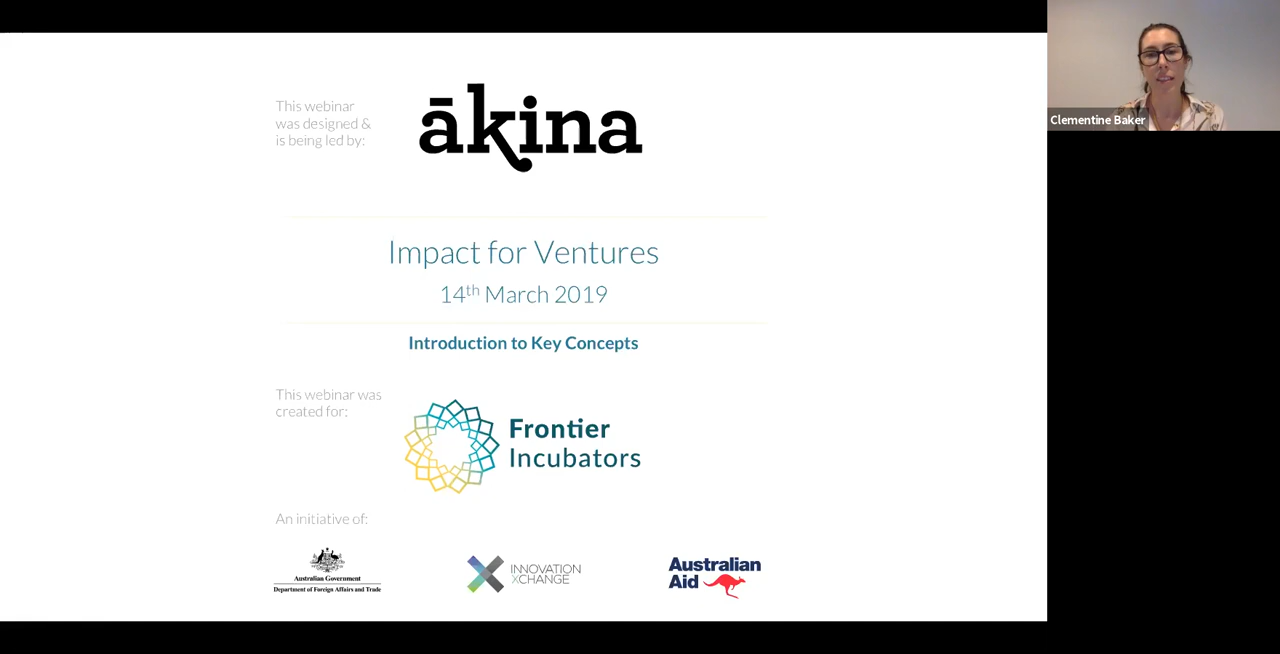 This webinar
was designed &
is being led by:
ākina
Clementine Baker
Impact for Ventures
14th March 2019
Introduction to Key Concepts
This webinar was
created for:
Frontier
Incubators
An initiative of:
Australian Government
Department of Foreign Affairs and Trade
INNOVATION
XCHANGE
Australian
Aid